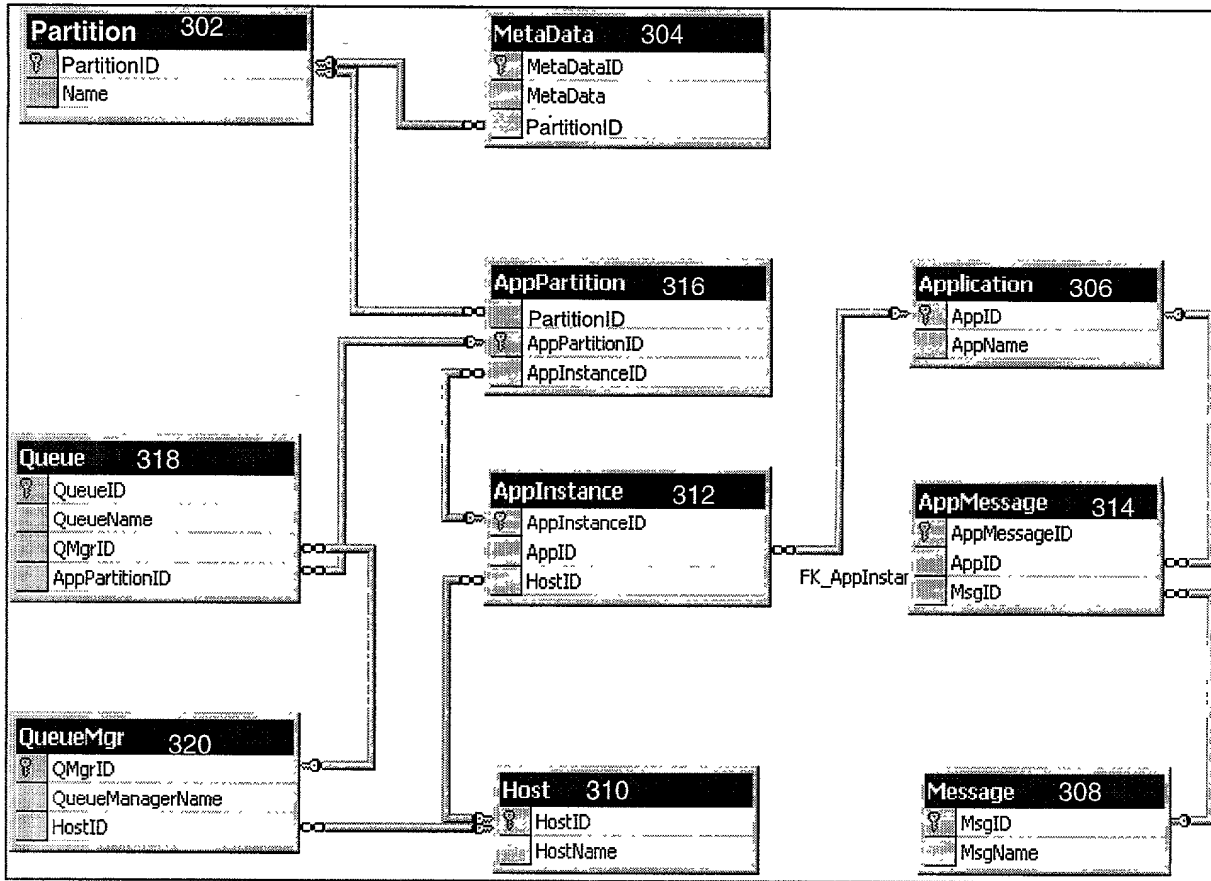 Partition 302
PartitionID
Name
MetaData 304
MetaDataID
MetaData
PartitionID
AppPartition 316
PartitionID
AppPartitionID
AppInstanceID
Application 306
AppID
AppName
Queue 318
QueueID
QueueName
QMgrID
AppPartitionID
AppInstance 312
AppInstanceID
AppID
HostID
FK_AppInstar
AppMessage 314
AppMessageID
AppID
MsgID
QueueMgr 320
QMgrID
QueueManagerName
HostID
Host 310
HostID
HostName
Message 308
MsgID
MsgName